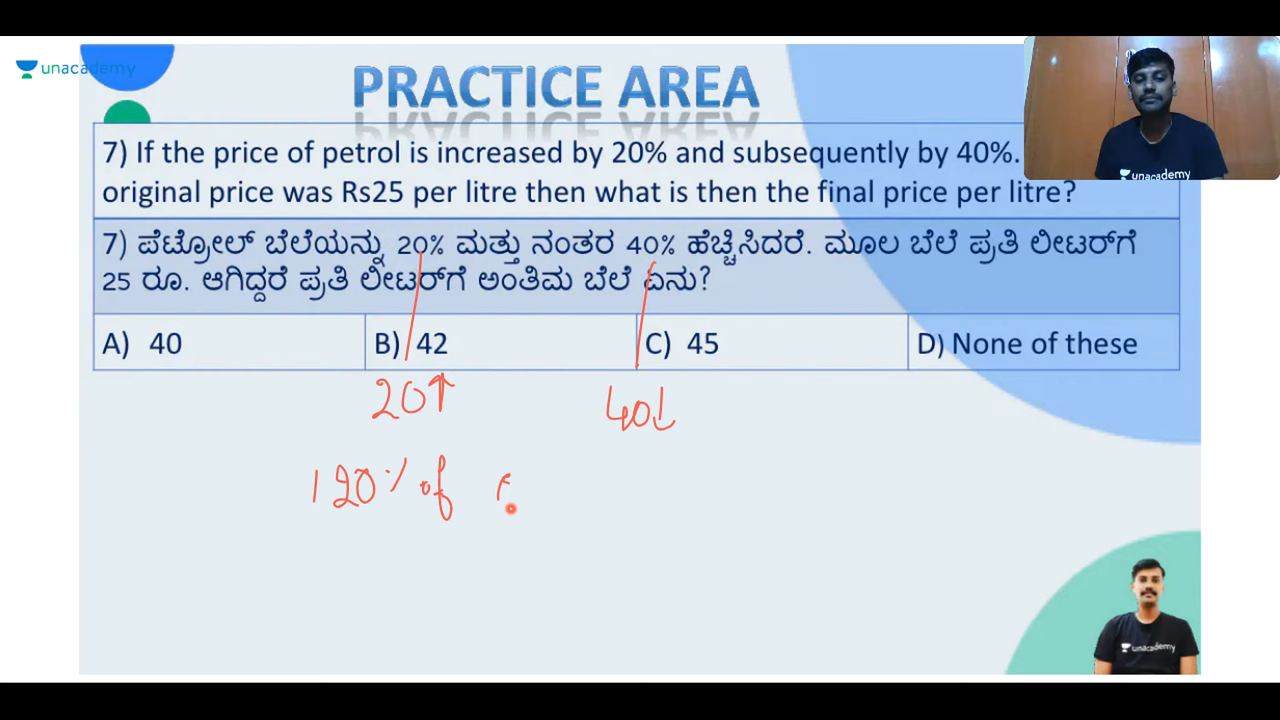 unacademy
PRACTICE AREA
7) If the price of petrol is increased by 20% and subsequently by 40%.
original price was Rs25 per litre then what is then the final price per litre?
7) ಪೆಟ್ರೋಲ್ ಬೆಲೆಯನ್ನು 20% ಮತ್ತು ನಂತರ 40% ಹೆಚ್ಚಿಸಿದರೆ. ಮೂಲ ಬೆಲೆ ಪ್ರತಿ ಲೀಟರ್‌ಗೆ
25 ರೂ. ಆಗಿದ್ದರೆ ಪ್ರತಿ ಲೀಟರ್‌ಗೆ ಅಂತಿಮ ಬೆಲೆ ಏನು?
A) 40 B) 42 C) 45 D) None of these
20↑ 40↓
120% of
unacademy
unacademy